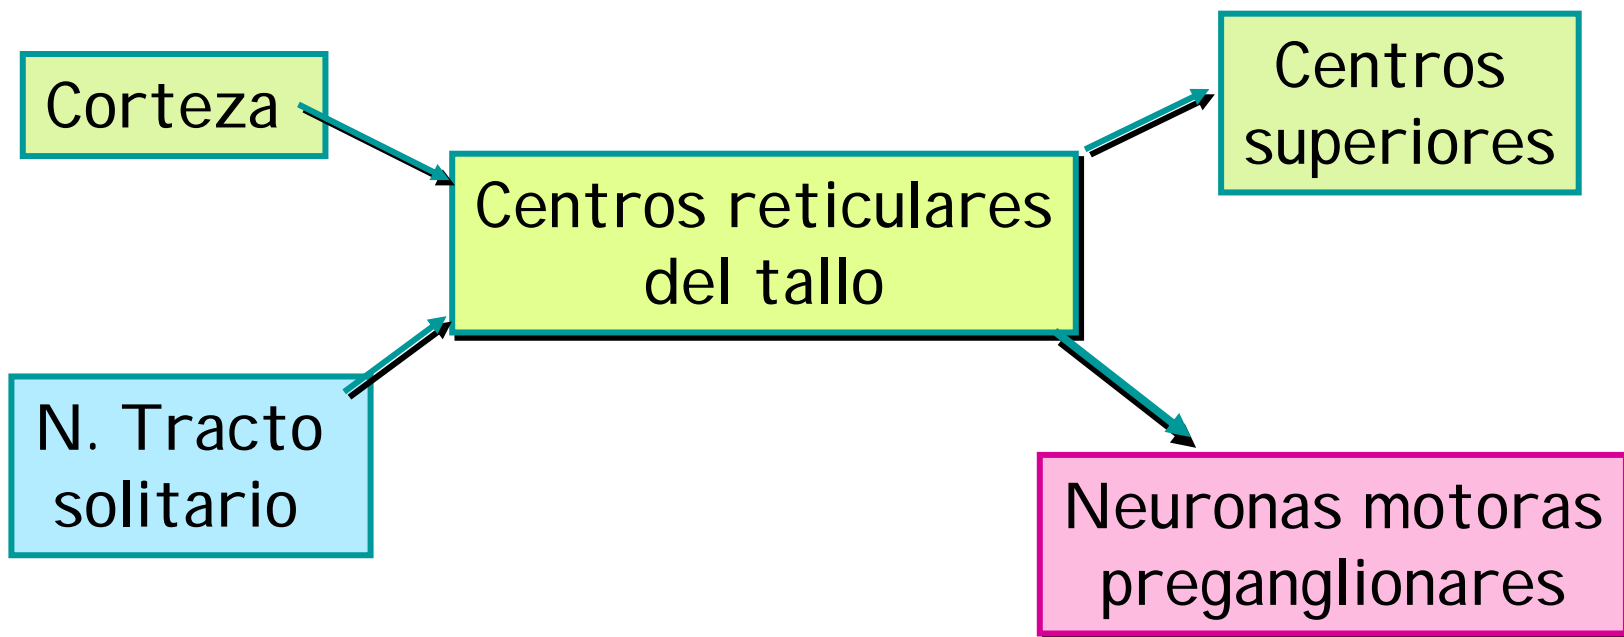 Corteza
Centros reticulares
del tallo
Centros
superiores
N. Tracto
solitario
Neuronas motoras
preganglionares